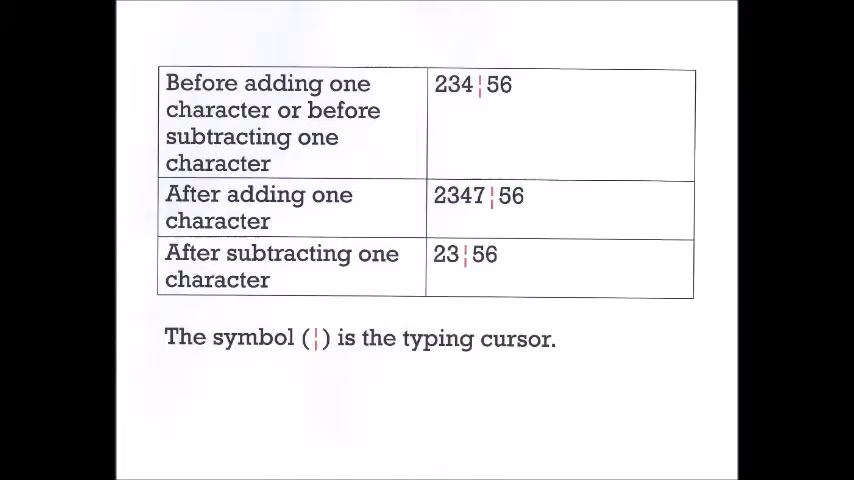 Before adding one
character or before
subtracting one
character
234¦56
After adding one
character
2347¦56
After subtracting one
character
23¦56
The symbol (¦) is the typing cursor.